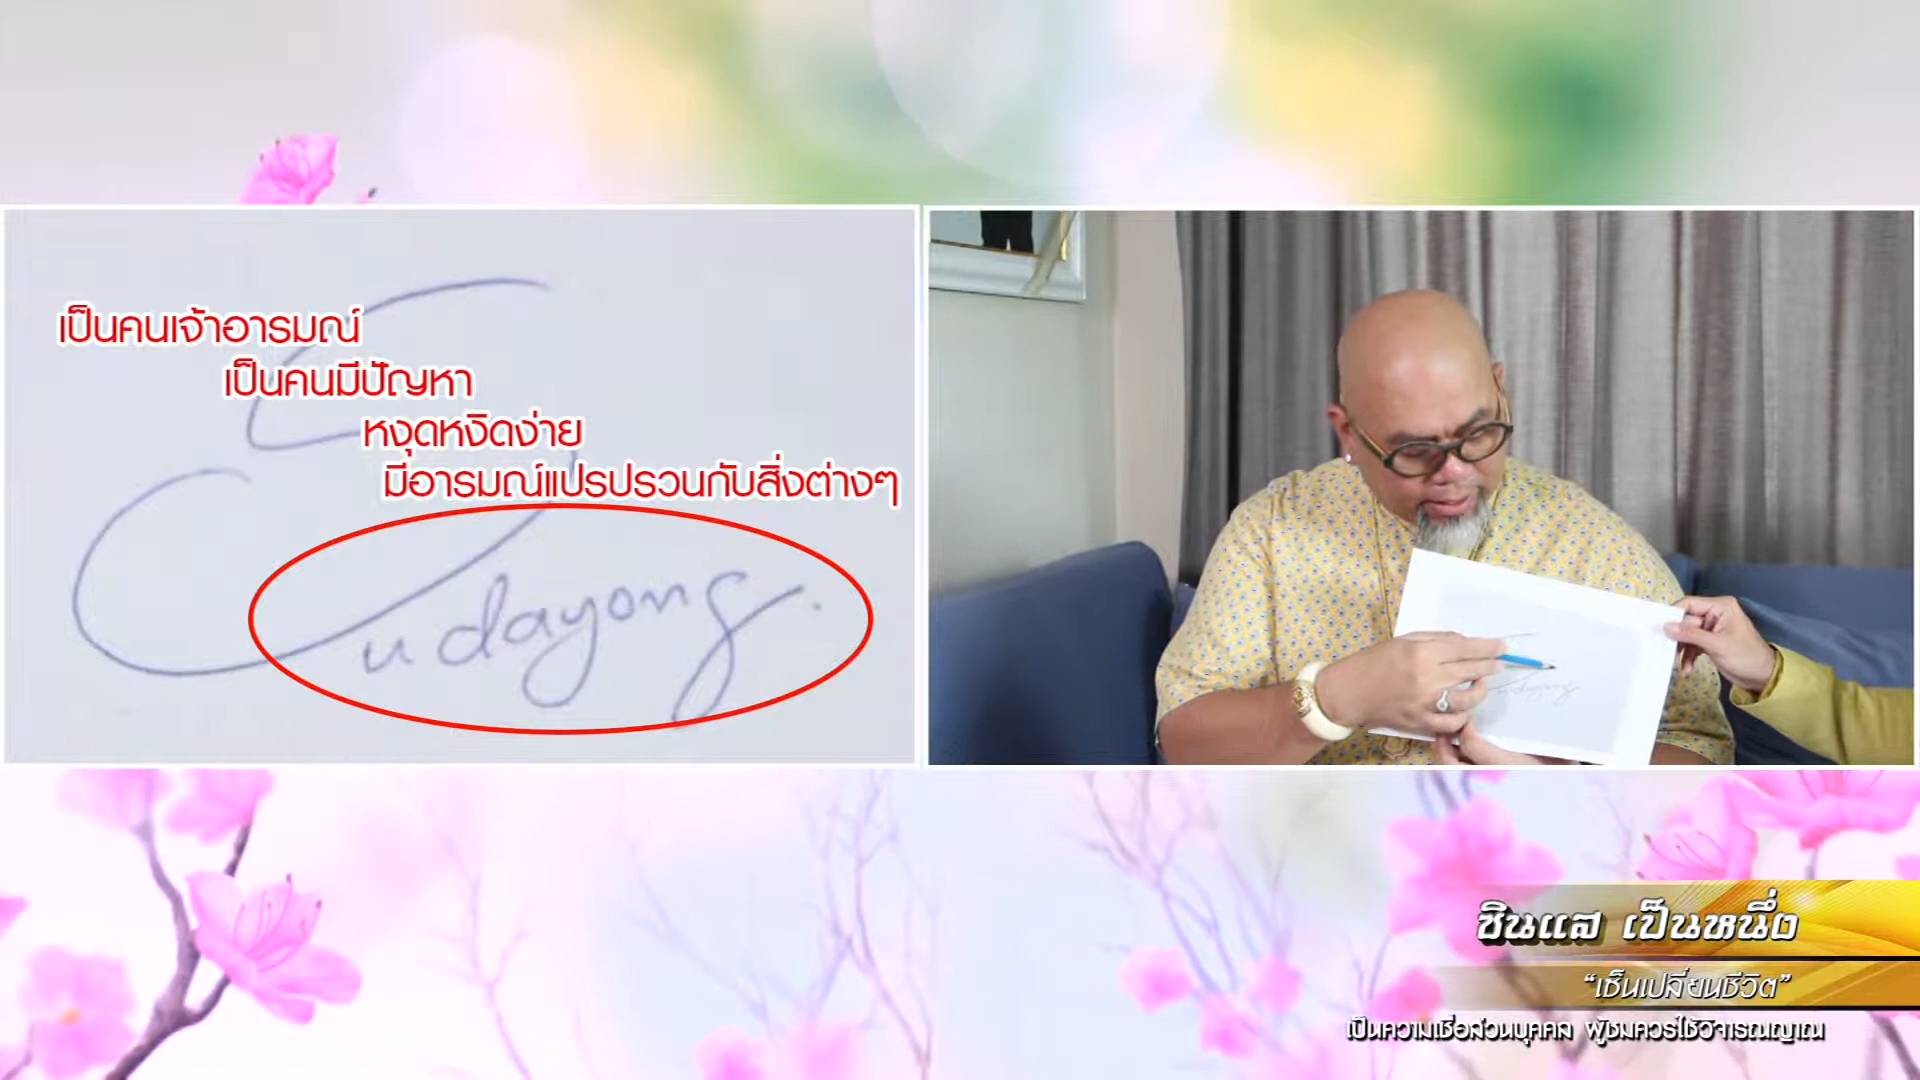 เป็นคนเจ้าอารมณ์
เป็นคนมีปัญหา
หงุดหงิดง่าย
มีอารมณ์แปรปรวนกับสิ่งต่างๆ
udayong.
ซินแส เป็นหนึ่ง
“เซ็นเปลี่ยนชีวิต”
เป็นความเชื่อส่วนบุคคล ผู้ชมควรใช้วิจารณญาณ